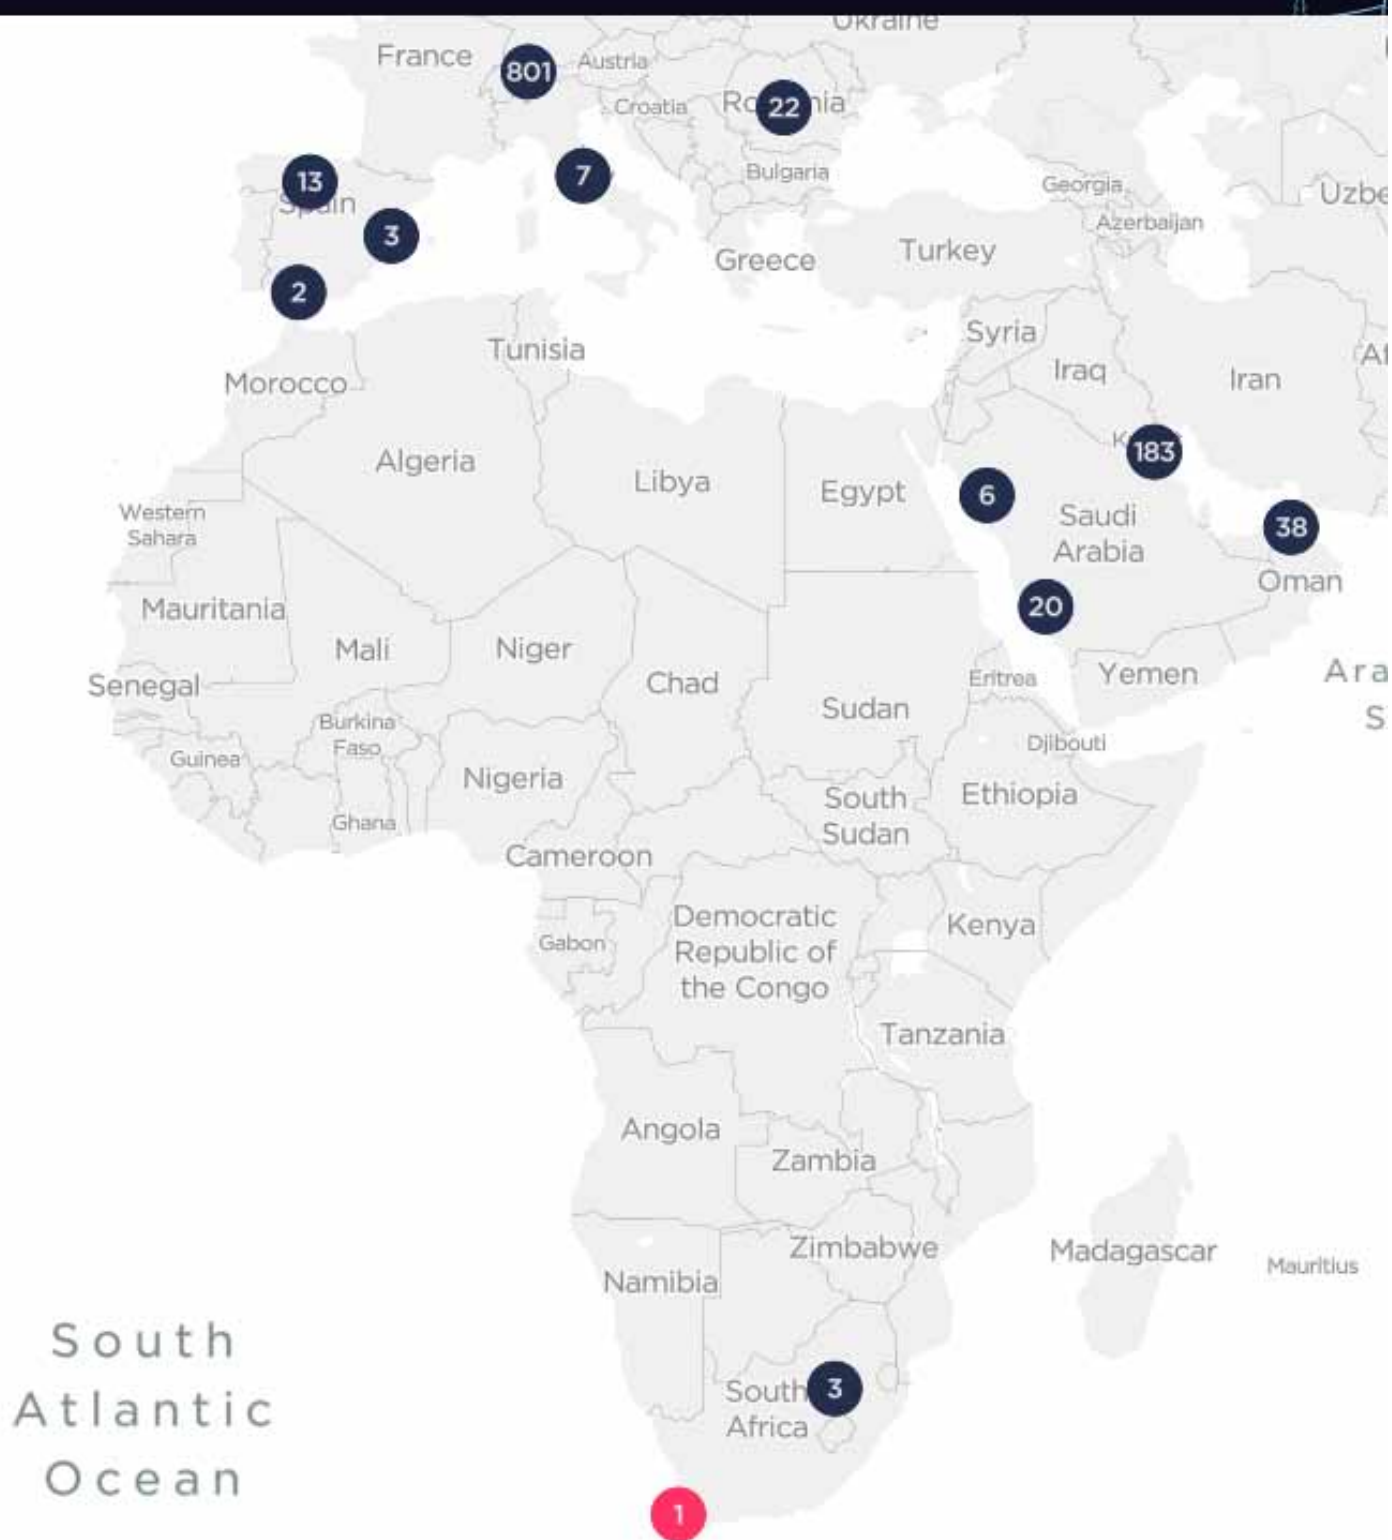 Ukraine
France
801
Austria
Croatia
22
7
Bulgaria
13
Spain
3
2
Georgia
Azerbaijan
Uzbe
Greece
Turkey
Syria
Iraq
Iran
Af
Tunisia
Morocco
Algeria
Libya
Egypt
183
6
Saudi
Arabia
38
Oman
20
Western
Sahara
Mauritania
Mali
Niger
Chad
Sudan
Eritrea
Yemen
Ara
S
Senegal
Burkina
Faso
Guinea
Nigeria
Ghana
Djibouti
Ethiopia
South
Sudan
Cameroon
Gabon
Democratic
Republic of
the Congo
Kenya
Tanzania
Angola
Zambia
Zimbabwe
Namibia
Madagascar
Mauritius
South
Atlantic
Ocean
South
Africa
3
1